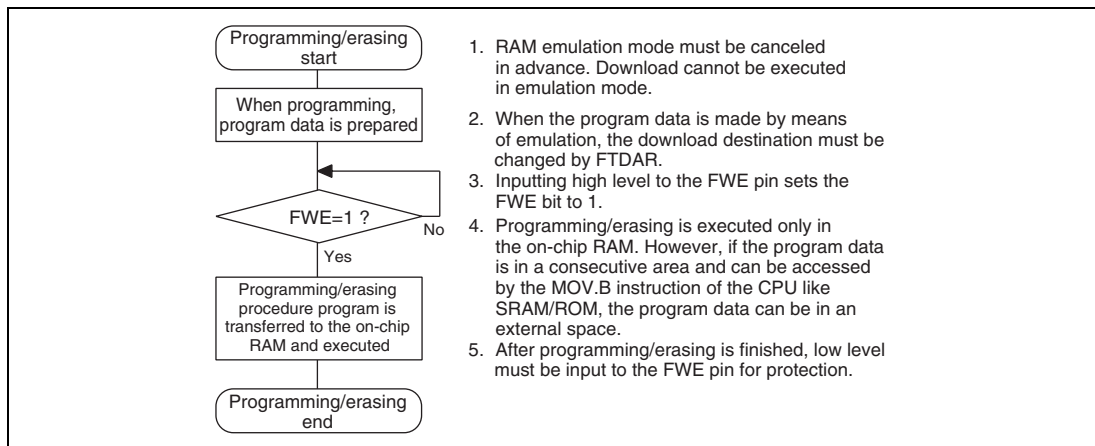 Programming/erasing
start
When programming,
program data is prepared
FWE=1 ?
No
Yes
Programming/erasing
procedure program is
transferred to the on-chip
RAM and executed
Programming/erasing
end
1. RAM emulation mode must be canceled
in advance. Download cannot be executed
in emulation mode.
2. When the program data is made by means
of emulation, the download destination must be
changed by FTDAR.
3. Inputting high level to the FWE pin sets the
FWE bit to 1.
4. Programming/erasing is executed only in
the on-chip RAM. However, if the program data
is in a consecutive area and can be accessed
by the MOV.B instruction of the CPU like
SRAM/ROM, the program data can be in an
external space.
5. After programming/erasing is finished, low level
must be input to the FWE pin for protection.